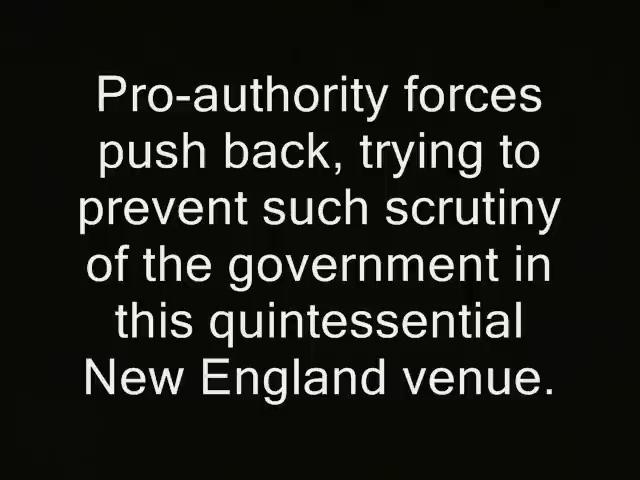 Pro-authority forces
push back, trying to
prevent such scrutiny
of the government in
this quintessential
New England venue.